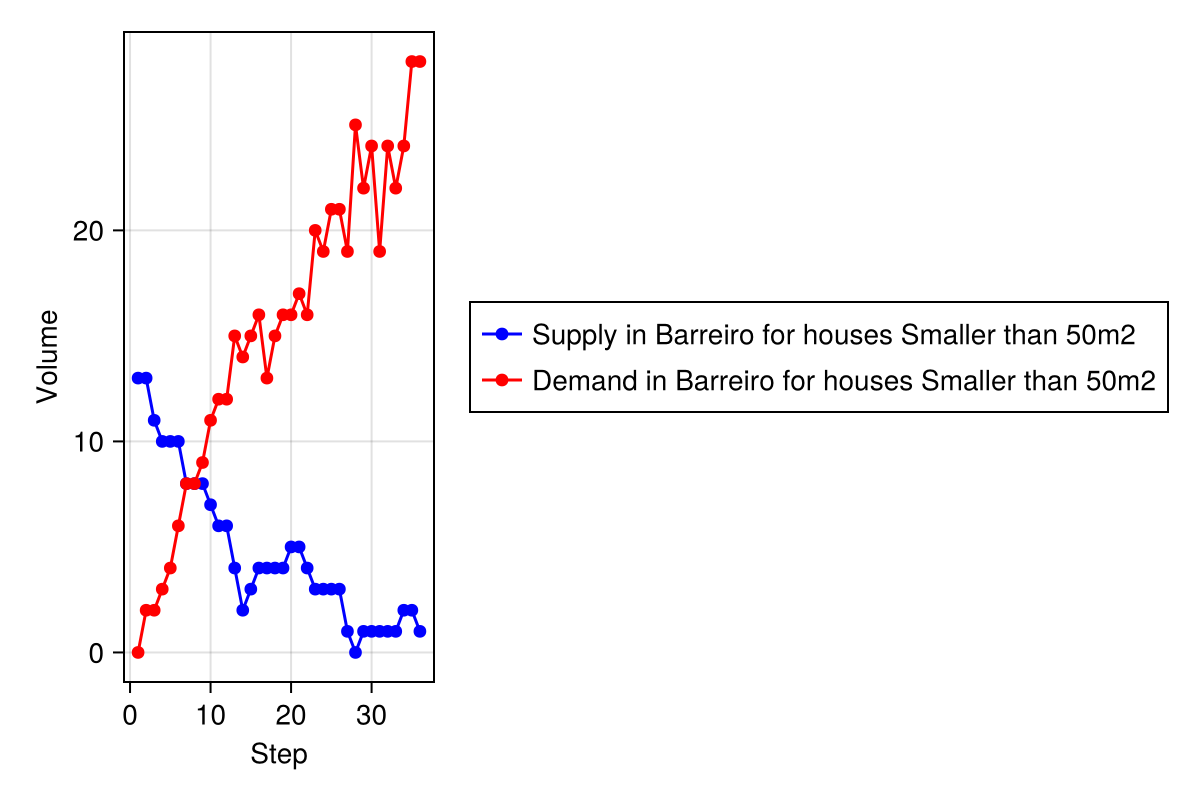 20
10
0
Volume
0 10 20 30
Step
Supply in Barreiro for houses Smaller than 50m2
Demand in Barreiro for houses Smaller than 50m2